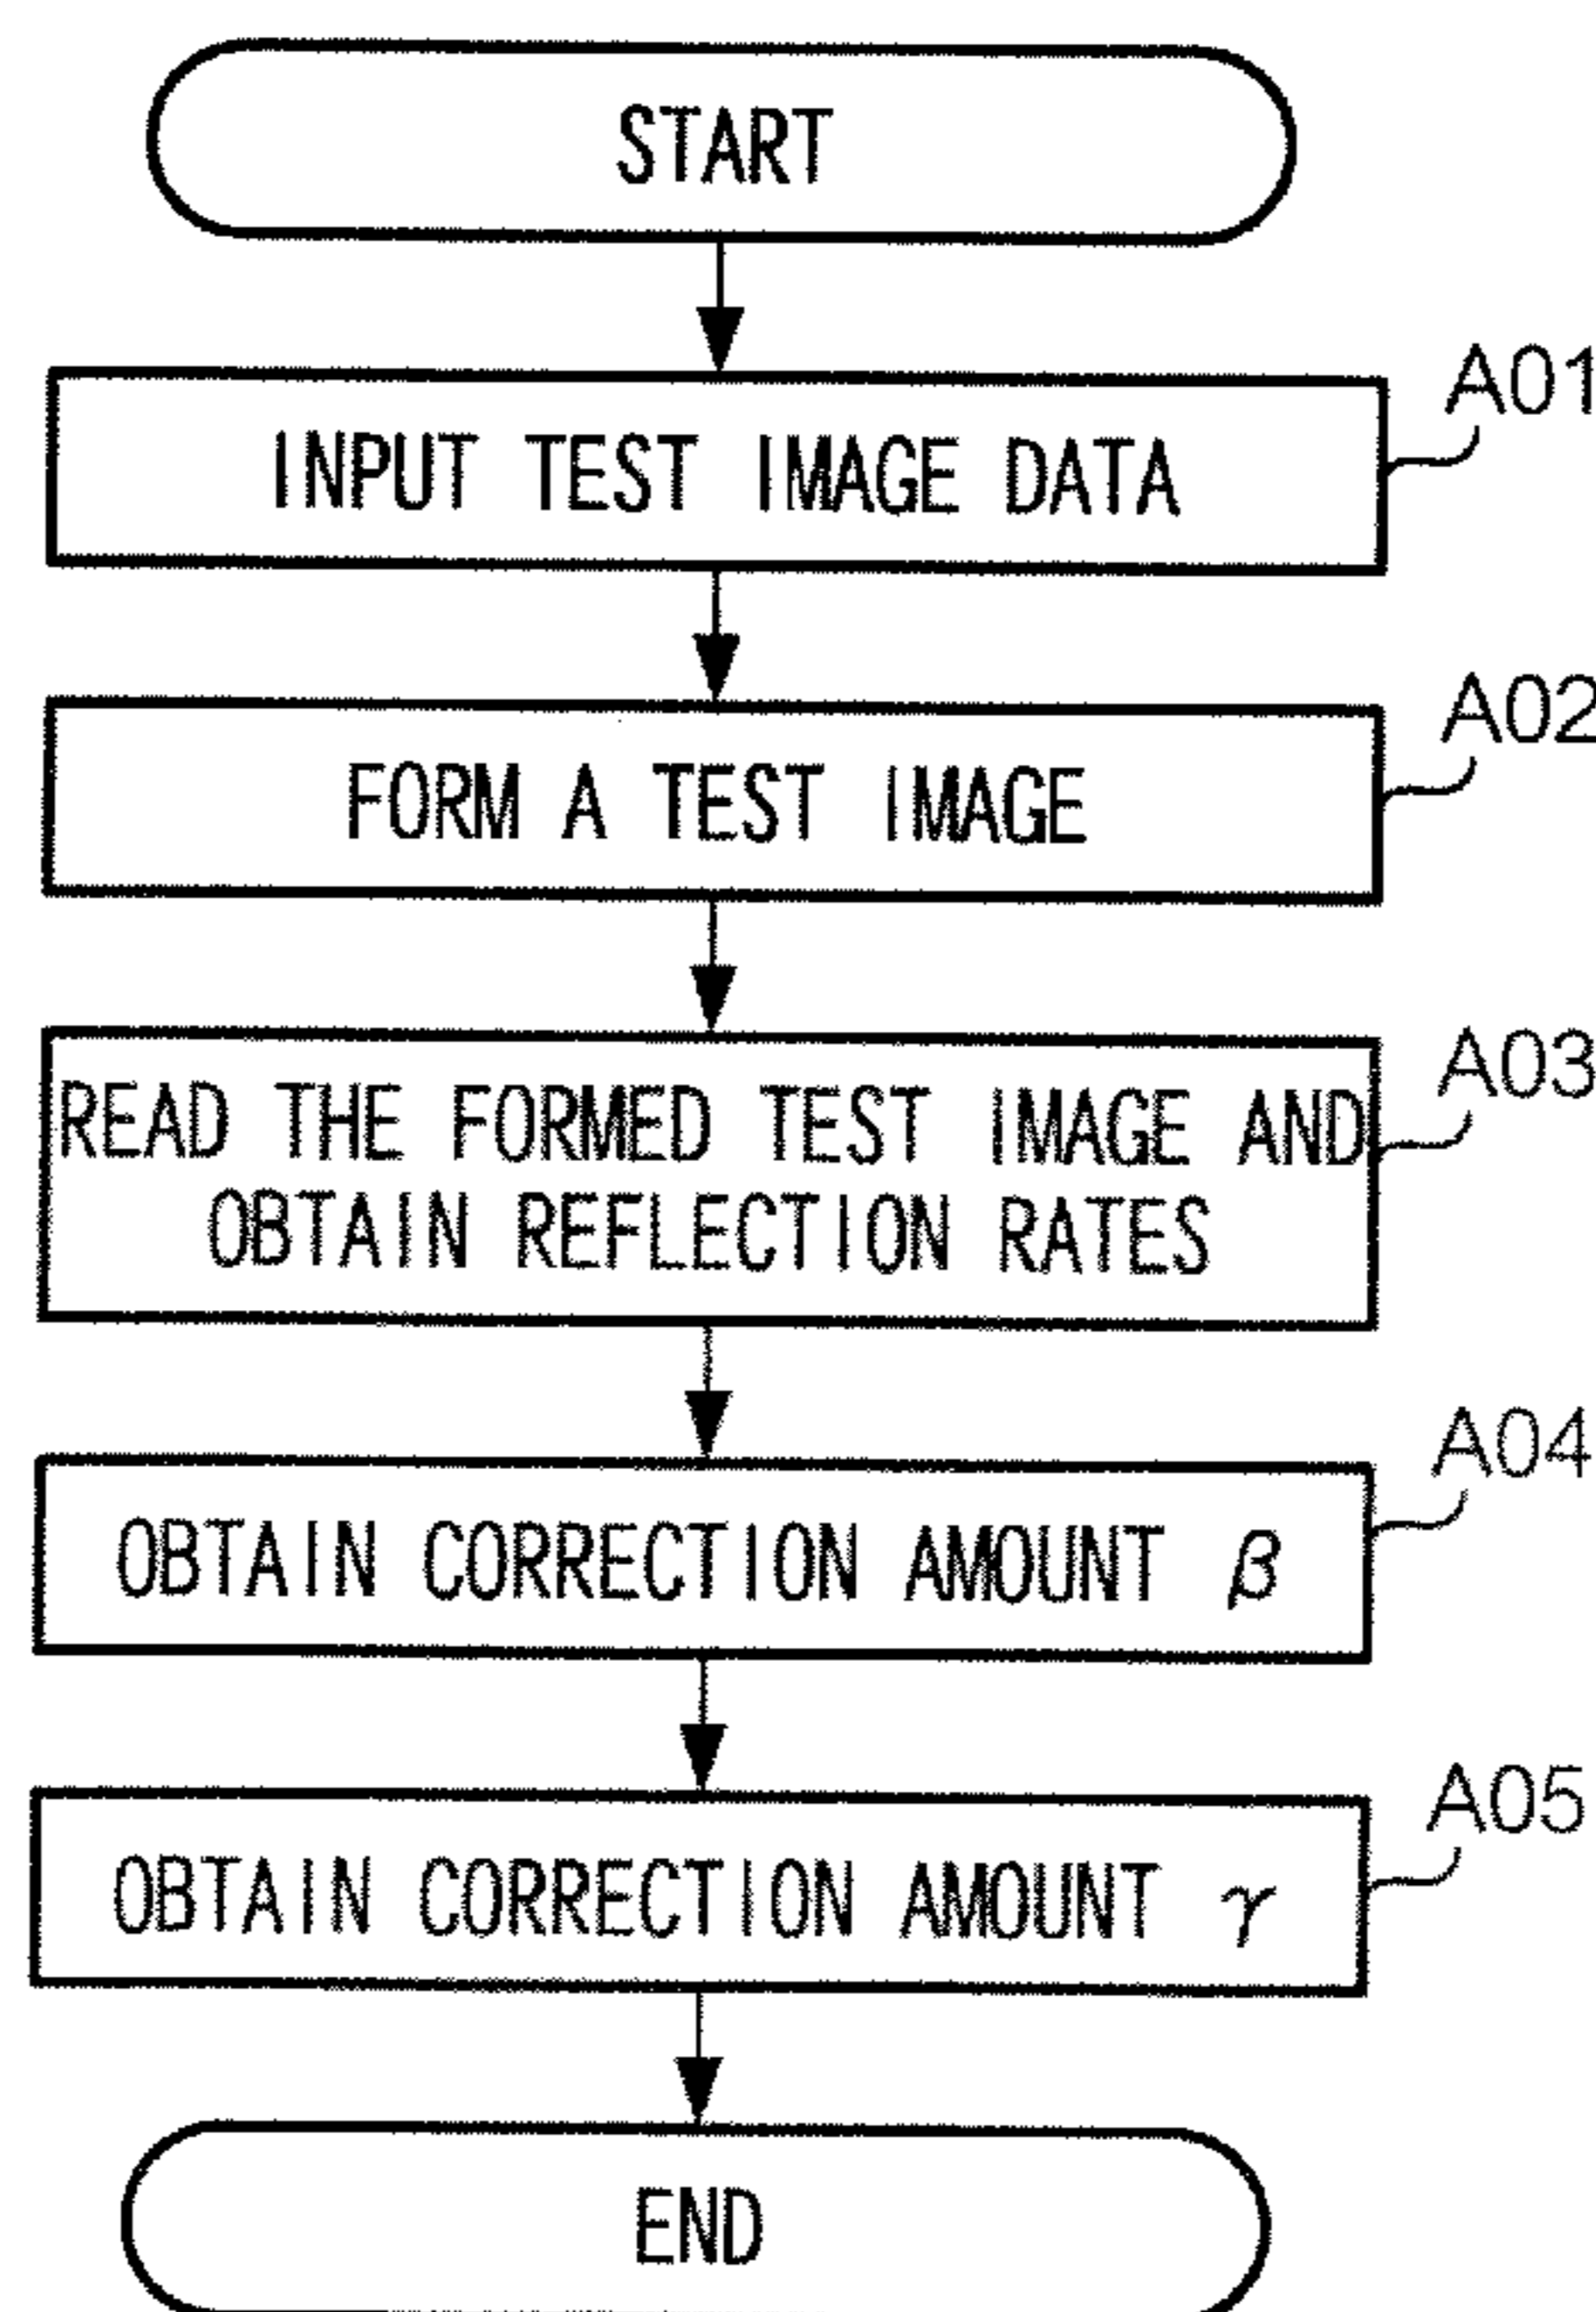 START
A01
INPUT TEST IMAGE DATA
A02
FORM A TEST IMAGE
A03
READ THE FORMED TEST IMAGE AND
OBTAIN REFLECTION RATES
A04
OBTAIN CORRECTION AMOUNT β
A05
OBTAIN CORRECTION AMOUNT γ
END